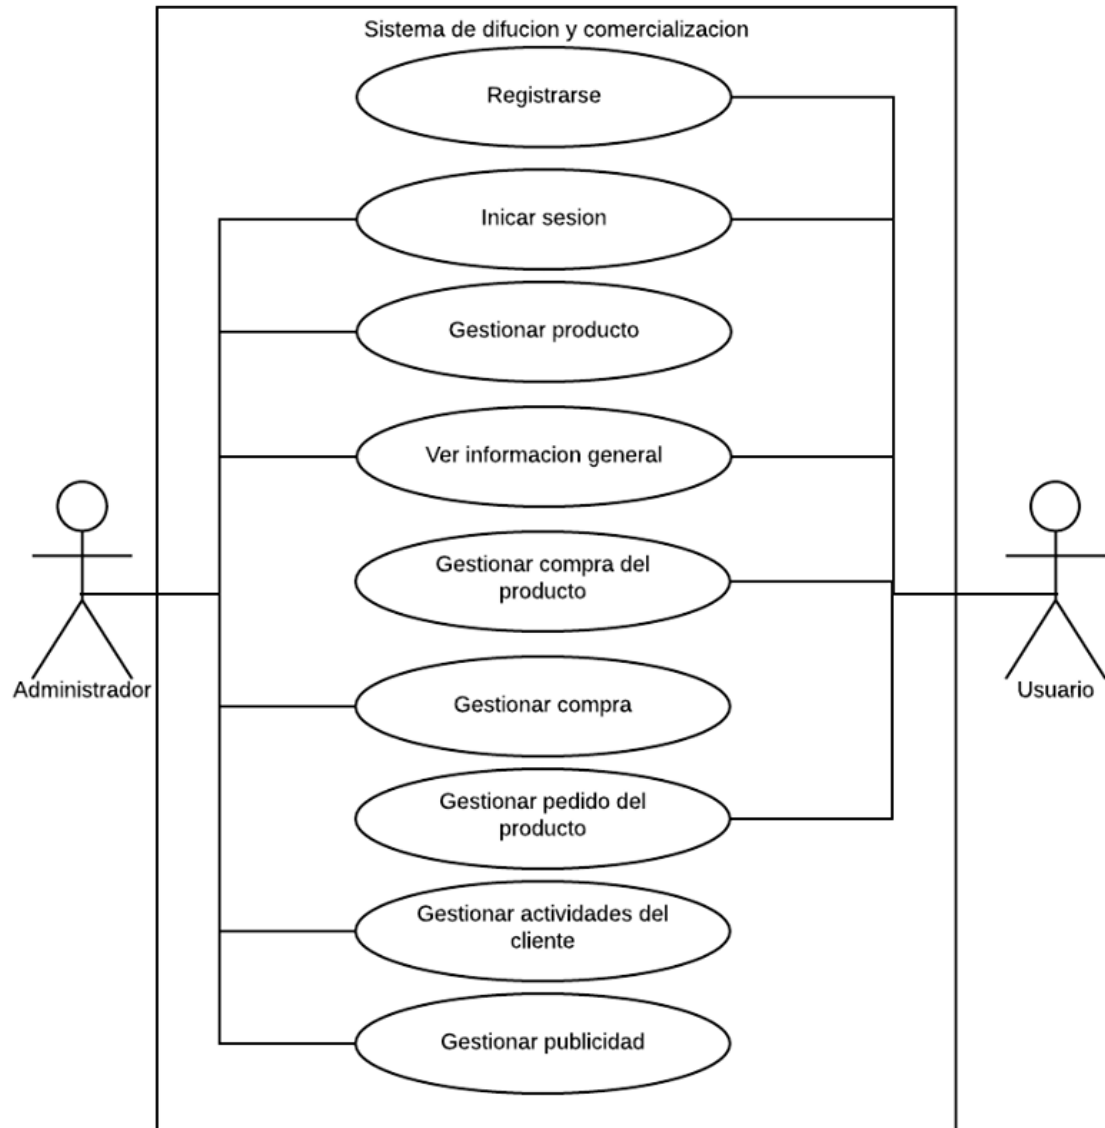 Sistema de difucion y comercializacion
Registrarse
Inicar sesion
Gestionar producto
Ver informacion general
Gestionar compra del
producto
Administrador
Usuario
Gestionar compra
Gestionar pedido del
producto
Gestionar actividades del
cliente
Gestionar publicidad